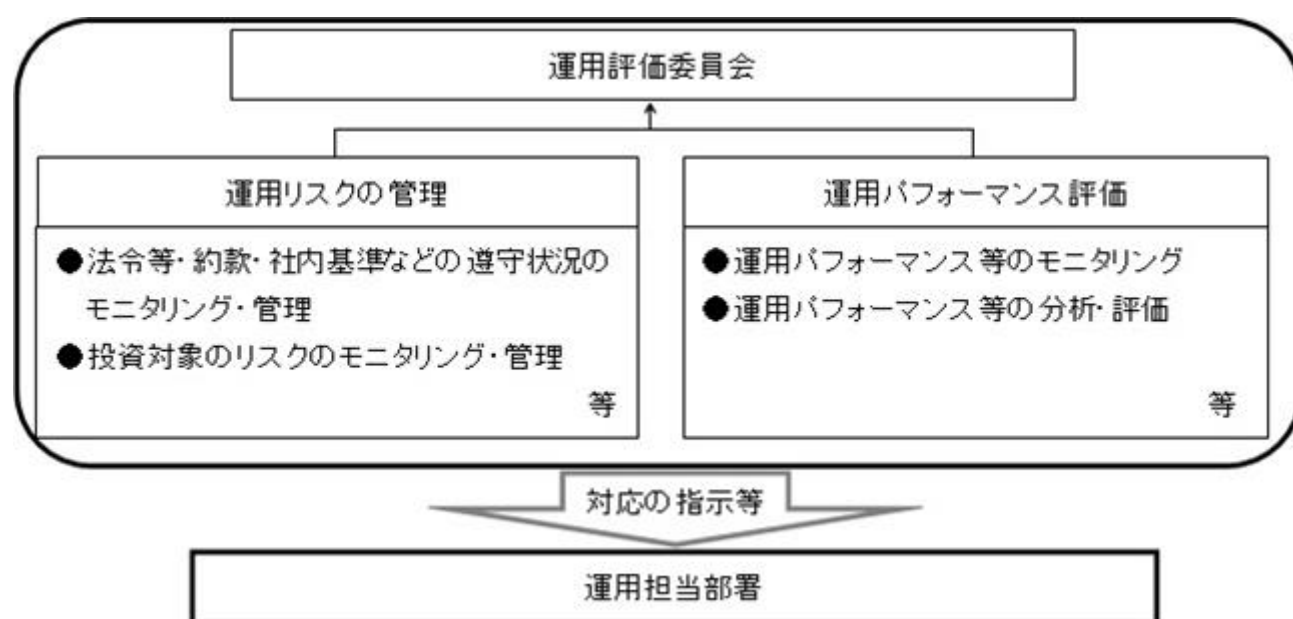 運用評価委員会
運用リスクの管理
●法令等・約款・社内基準などの遵守状況の
モニタリング・管理
●投資対象のリスクのモニタリング・管理
等
運用パフォーマンス評価
●運用パフォーマンス等のモニタリング
●運用パフォーマンス等の分析・評価
等
対応の指示等
運用担当部署